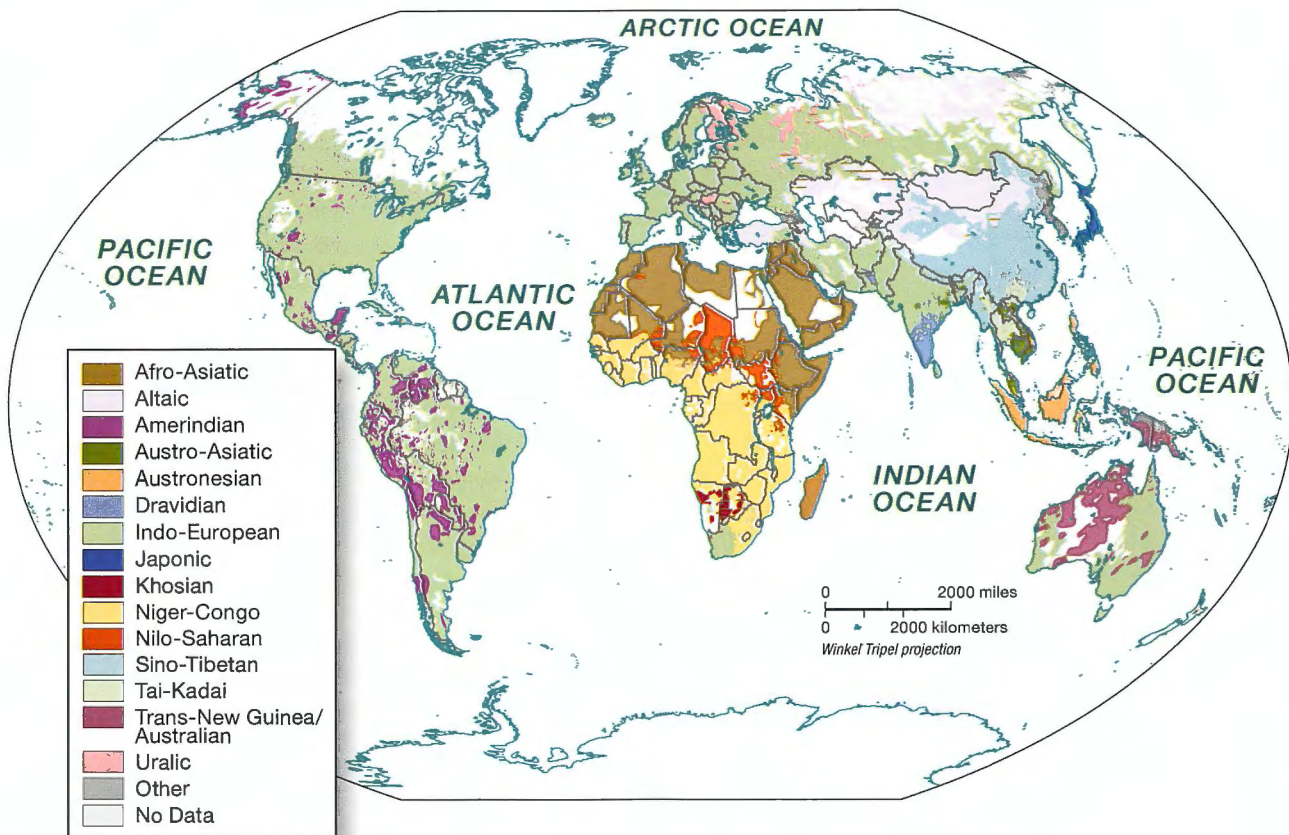 ARCTIC OCEAN
PACIFIC
OCEAN
ATLANTIC
OCEAN
PACIFIC
OCEAN
INDIAN
OCEAN
Afro-Asiatic
Altaic
Amerindian
Austro-Asiatic
Austronesian
Dravidian
Indo-European
Japonic
Khosian
Niger-Congo
Nilo-Saharan
Sino-Tibetan
Tai-Kadai
Trans-New Guinea/
Australian
Uralic
Other
No Data
0 2000 miles
0 2000 kilometers
Winkel Tripel projection